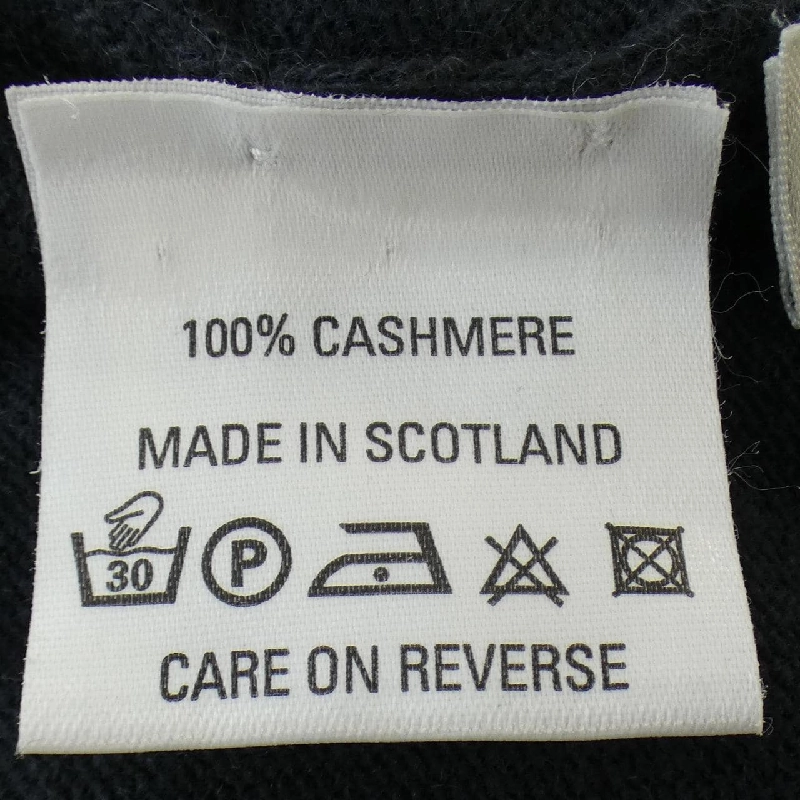 100% CASHMERE
MADE IN SCOTLAND
30 P
CARE ON REVERSE